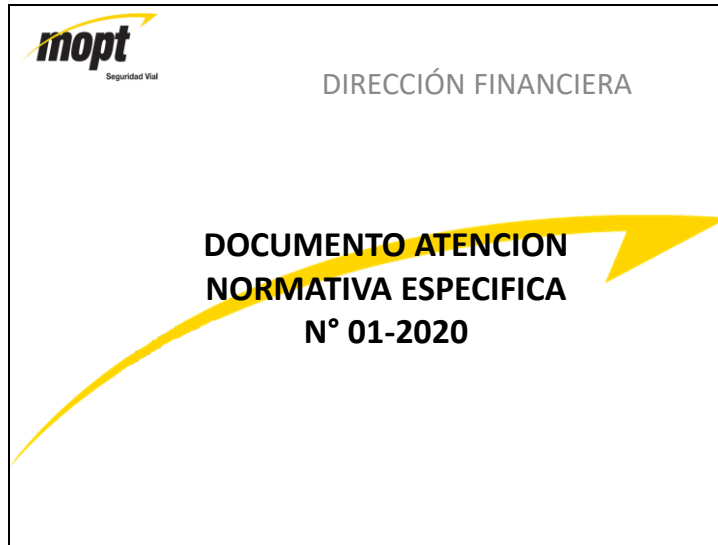 mopt
Seguridad Vial
DIRECCIÓN FINANCIERA
DOCUMENTO ATENCION
NORMATIVA ESPECIFICA
N° 01-2020